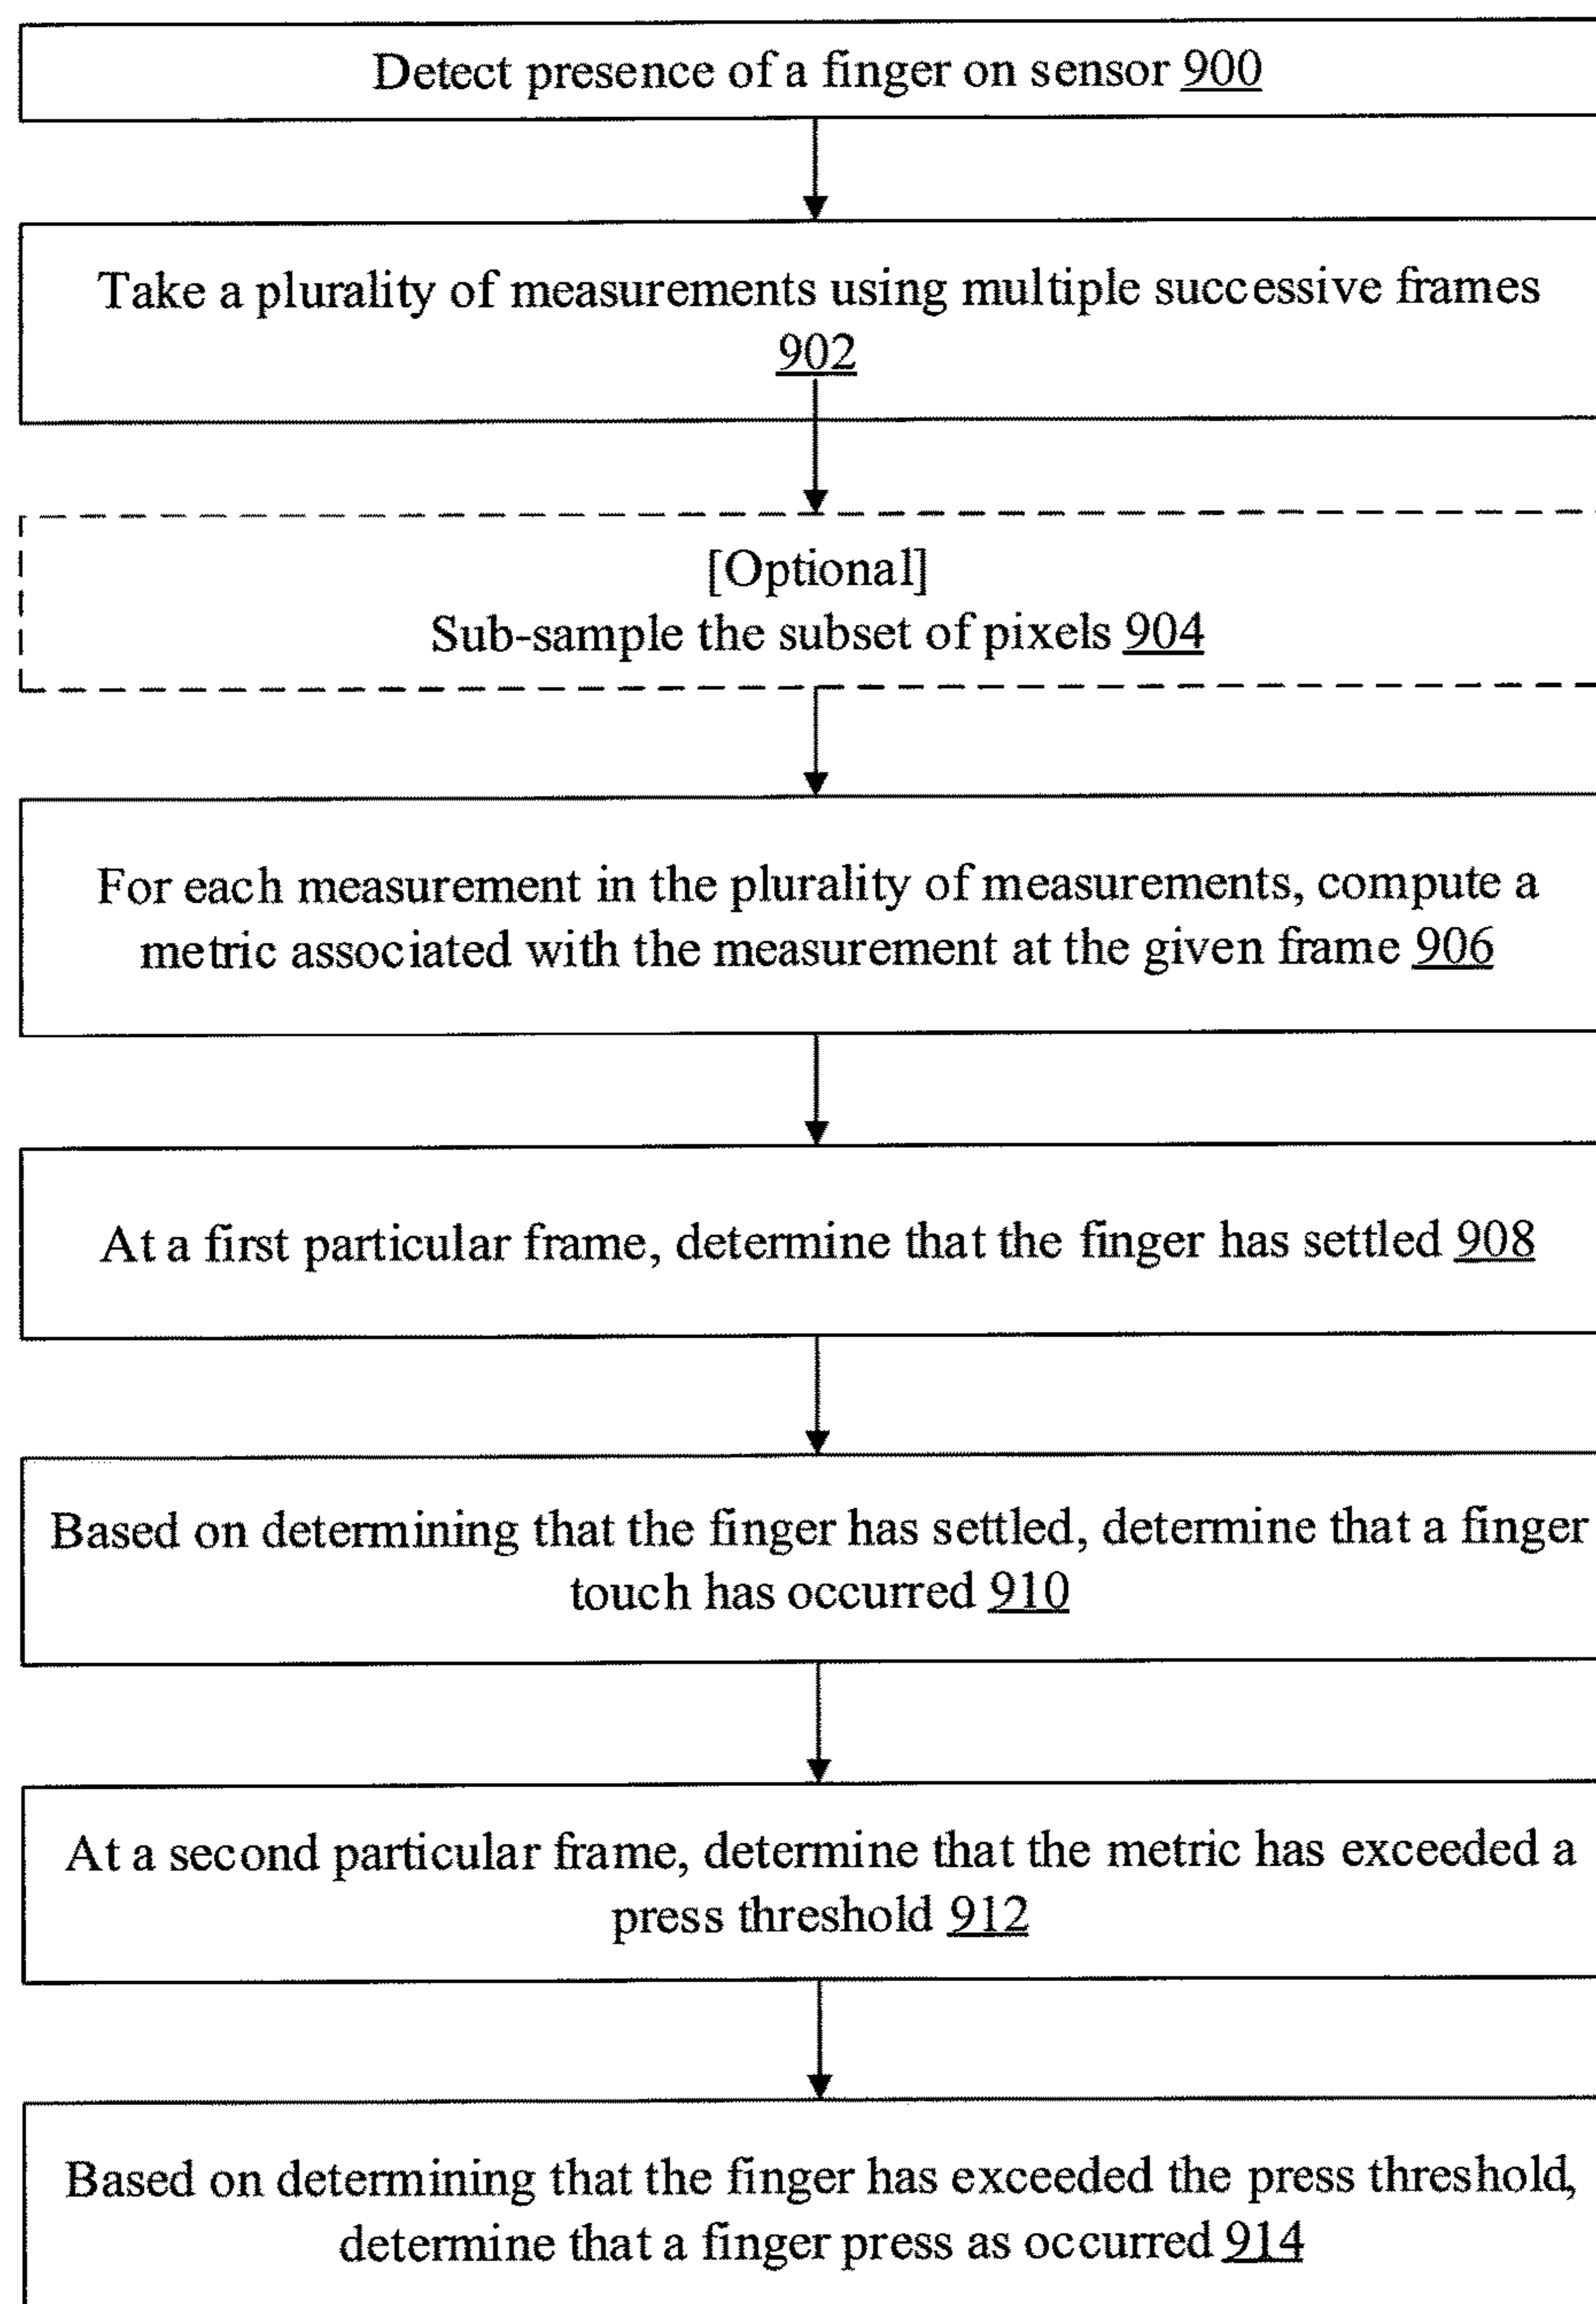 Detect presence of a finger on sensor 900
Take a plurality of measurements using multiple successive frames
902
[Optional]
Sub-sample the subset of pixels 904
For each measurement in the plurality of measurements, compute a
metric associated with the measurement at the given frame 906
At a first particular frame, determine that the finger has settled 908
Based on determining that the finger has settled, determine that a finger
touch has occurred 910
At a second particular frame, determine that the metric has exceeded a
press threshold 912
Based on determining that the finger has exceeded the press threshold,
determine that a finger press as occurred 914